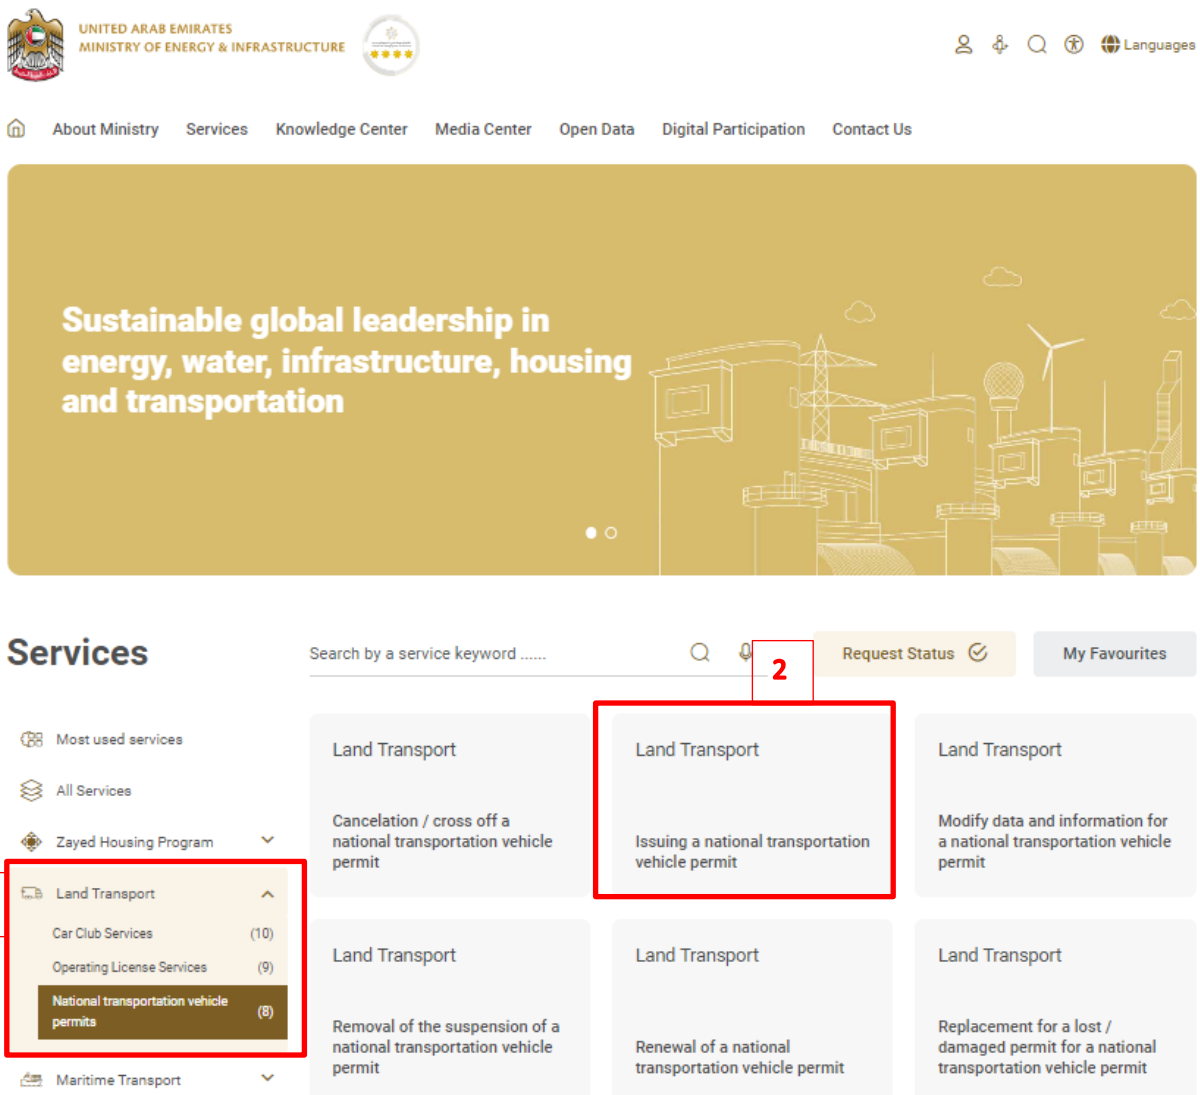 UNITED ARAB EMIRATES
MINISTRY OF ENERGY & INFRASTRUCTURE
Languages
About Ministry Services Knowledge Center Media Center Open Data Digital Participation Contact Us
Sustainable global leadership in
energy, water, infrastructure, housing
and transportation
Services
Search by a service keyword ......
2
Request Status
My Favourites
Most used services
All Services
Zayed Housing Program
Land Transport
Car Club Services (10)
Operating License Services (9)
National transportation vehicle
permits
(8)
Maritime Transport
Land Transport
Cancelation / cross off a
national transportation vehicle
permit
Land Transport
Issuing a national transportation
vehicle permit
Land Transport
Modify data and information for
a national transportation vehicle
permit
Land Transport
Removal of the suspension of a
national transportation vehicle
permit
Land Transport
Renewal of a national
transportation vehicle permit
Land Transport
Replacement for a lost /
damaged permit for a national
transportation vehicle permit